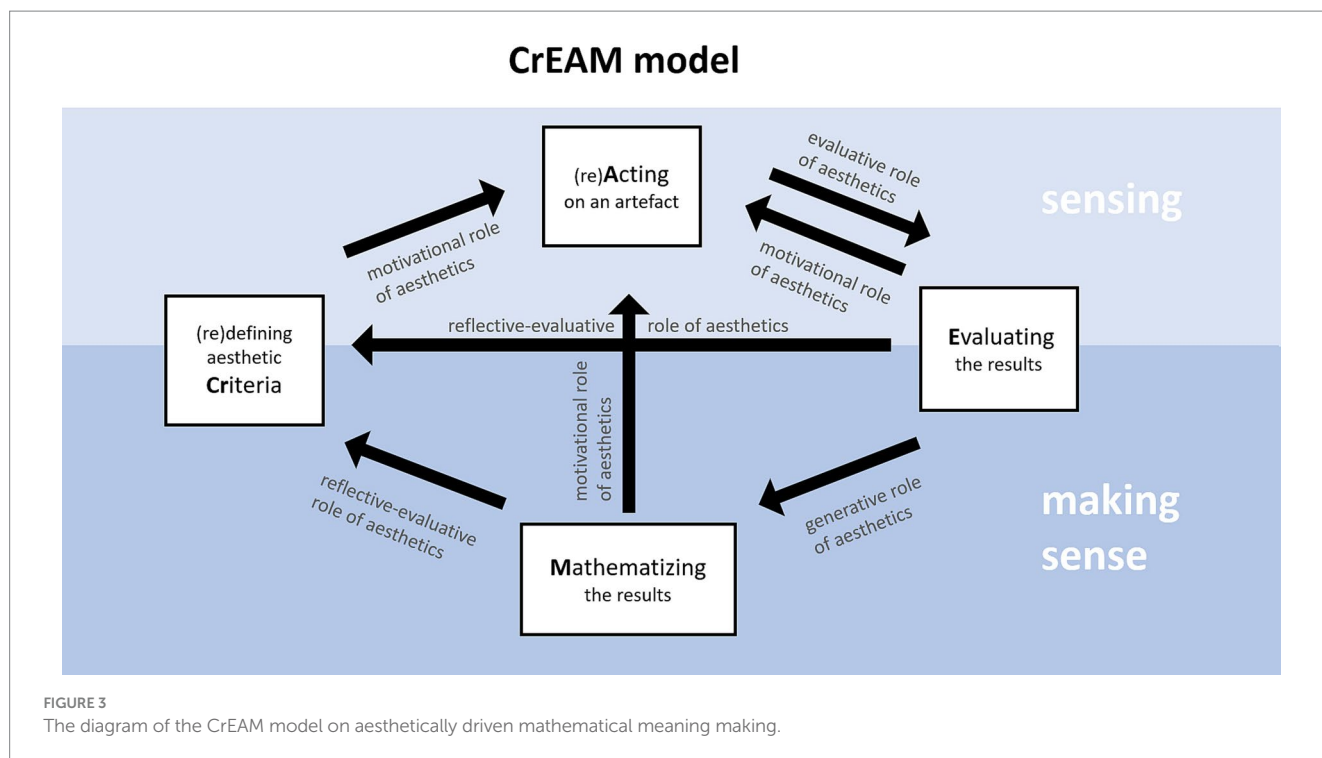 CrEAM model
(re)Acting
on an artefact
evaluative role
of aesthetics
sensing
motivational role
of aesthetics
motivational role
of aesthetics
(re)defining
aesthetic
Criteria
reflective-evaluative role of aesthetics
Evaluating
the results
motivational role
of aesthetics
reflective-evaluative
role of aesthetics
generative role
of aesthetics
making
sense
Mathematizing
the results
FIGURE 3
The diagram of the CrEAM model on aesthetically driven mathematical meaning making.